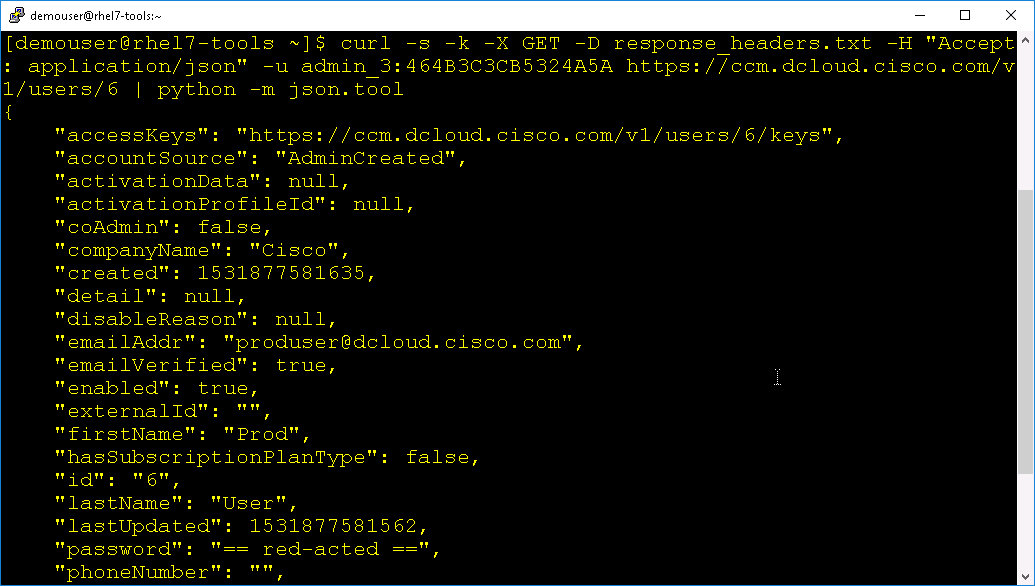 demouser@rhel7-tools:~
[demouser@rhel7-tools ~]$ curl -s -k -X GET -D response_headers.txt -H "Accept
: application/json" -u admin_3:464B3C3CB5324A5A https://ccm.dcloud.cisco.com/v
1/users/6 | python -m json.tool
{
    "accessKeys": "https://ccm.dcloud.cisco.com/v1/users/6/keys",
    "accountSource": "AdminCreated",
    "activationData": null,
    "activationProfileId": null,
    "coAdmin": false,
    "companyName": "Cisco",
    "created": 1531877581635,
    "detail": null,
    "disableReason": null,
    "emailAddr": "produser@dcloud.cisco.com",
    "emailVerified": true,
    "enabled": true,
    "externalId": "",
    "firstName": "Prod",
    "hasSubscriptionPlanType": false,
    "id": "6",
    "lastName": "User",
    "lastUpdated": 1531877581562,
    "password": "== red-acted ==",
    "phoneNumber": "",